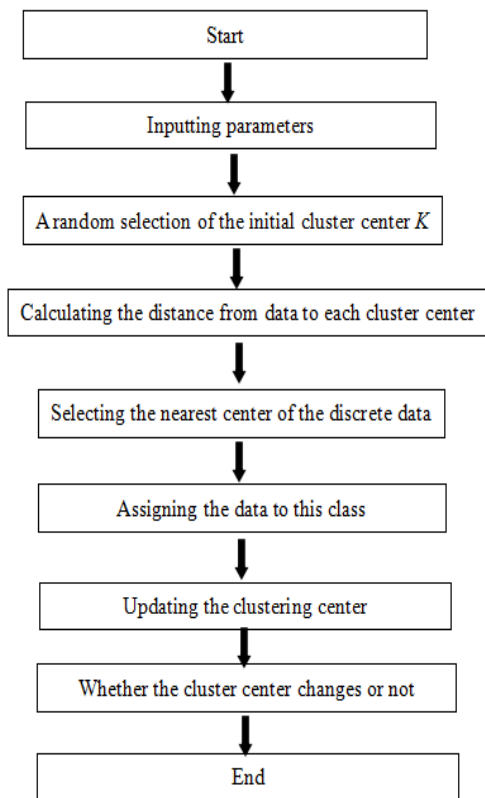 Start
Inputting parameters
A random selection of the initial cluster center K
Calculating the distance from data to each cluster center
Selecting the nearest center of the discrete data
Assigning the data to this class
Updating the clustering center
Whether the cluster center changes or not
End